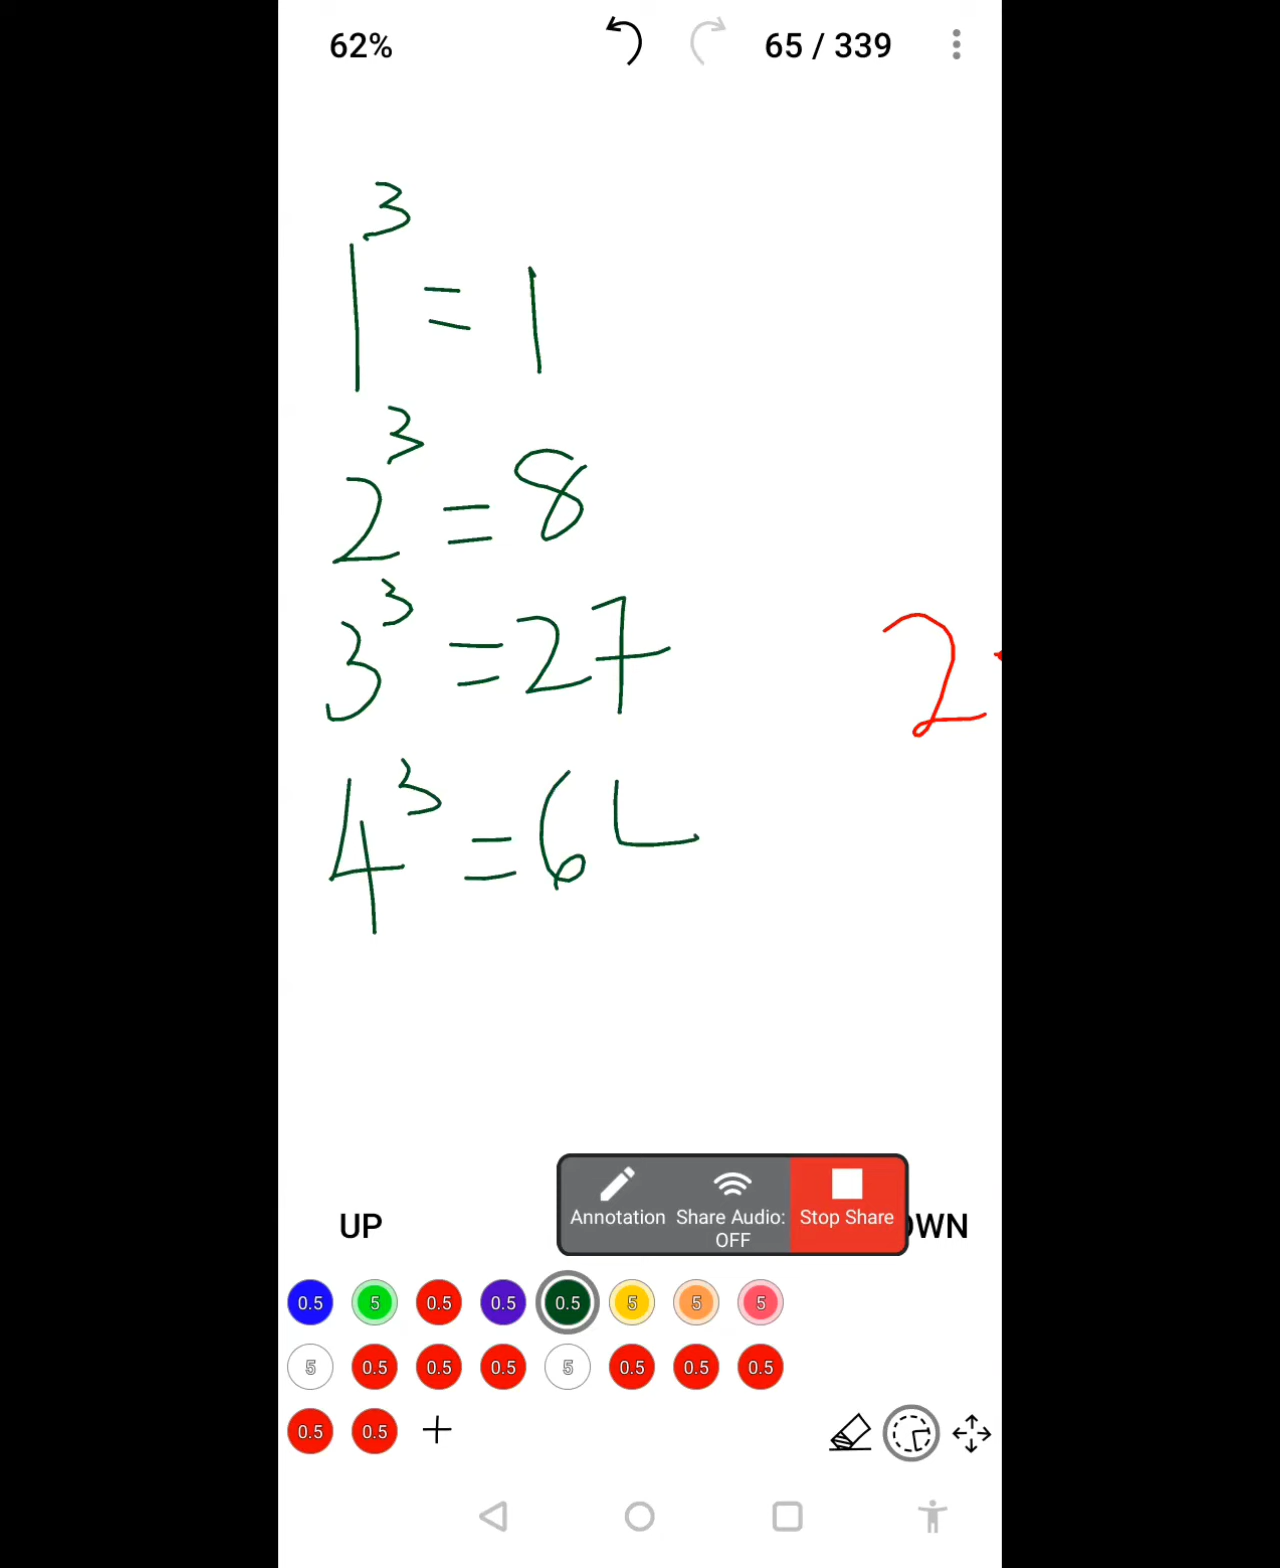 62% 65 / 339
1³ = 1
2³ = 8
3³ = 27
2
4³ = 6
Annotation Share Audio: OFF Stop Share
UP OWN
0.5 5 0.5 0.5 0.5 5 5 5
5 0.5 0.5 0.5 5 0.5 0.5 0.5
0.5 0.5 +